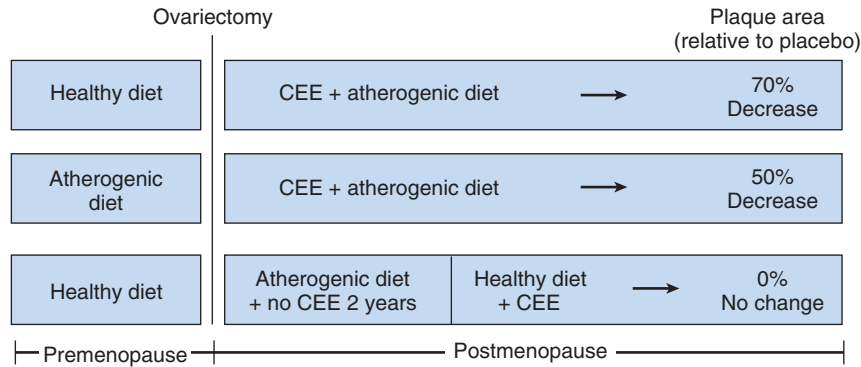 Ovariectomy
Plaque area
(relative to placebo)
Healthy diet
CEE + atherogenic diet
70%
Decrease
Atherogenic
diet
CEE + atherogenic diet
50%
Decrease
Healthy diet
Atherogenic diet
+ no CEE 2 years
Healthy diet
+ CEE
0%
No change
Premenopause
Postmenopause